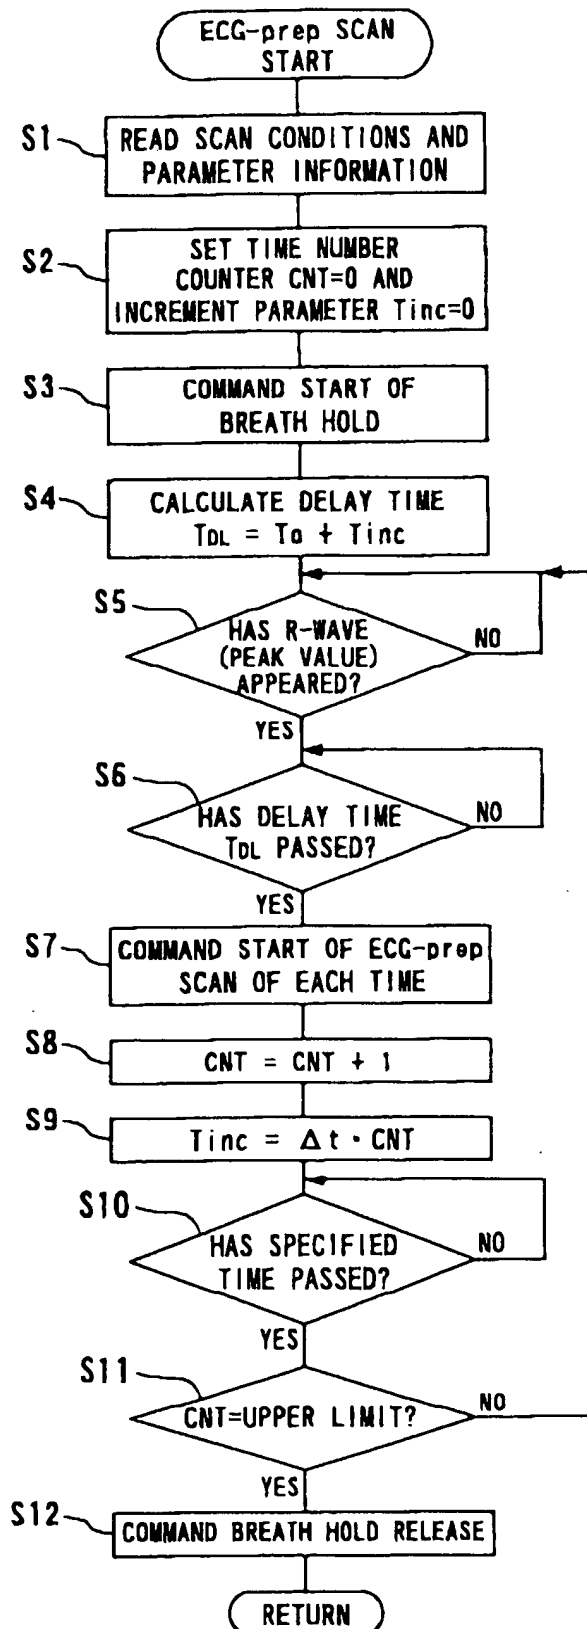 ECG-prep SCAN
START
S1
READ SCAN CONDITIONS AND
PARAMETER INFORMATION
S2
SET TIME NUMBER
COUNTER CNT=0 AND
INCREMENT PARAMETER Tinc=0
S3
COMMAND START OF
BREATH HOLD
S4
CALCULATE DELAY TIME
TDL = To + Tinc
S5
HAS R-WAVE
(PEAK VALUE)
APPEARED?
NO
YES
S6
HAS DELAY TIME
TDL PASSED?
NO
YES
S7
COMMAND START OF ECG-prep
SCAN OF EACH TIME
S8
CNT = CNT + 1
S9
Tinc = Δt · CNT
S10
HAS SPECIFIED
TIME PASSED?
NO
YES
S11
CNT=UPPER LIMIT?
NO
YES
S12
COMMAND BREATH HOLD RELEASE
RETURN